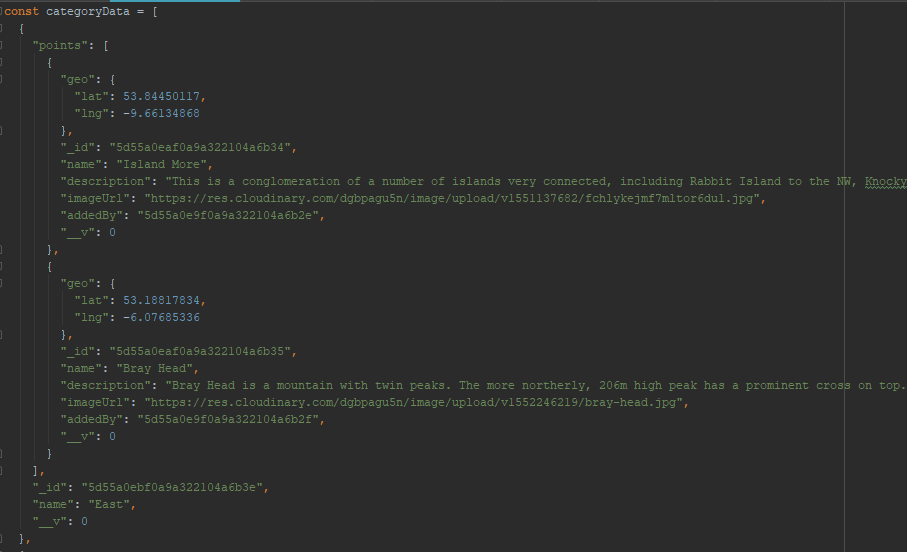 const categoryData = [
{
"points": [
{
"geo": {
"lat": 53.84450117,
"lng": -9.66134868
},
"_id": "5d55a0eaf0a9a322104a6b34",
"name": "Island More",
"description": "This is a conglomeration of a number of islands very connected, including Rabbit Island to the NW, Knocky
"imageUrl": "https://res.cloudinary.com/dgbpagu5n/image/upload/v1551137682/fchlykejmf7mltor6dul.jpg",
"addedBy": "5d55a0e9f0a9a322104a6b2e",
"__v": 0
},
{
"geo": {
"lat": 53.18817834,
"lng": -6.07685336
},
"_id": "5d55a0eaf0a9a322104a6b35",
"name": "Bray Head",
"description": "Bray Head is a mountain with twin peaks. The more northerly, 206m high peak has a prominent cross on top.
"imageUrl": "https://res.cloudinary.com/dgbpagu5n/image/upload/v1552246219/bray-head.jpg",
"addedBy": "5d55a0e9f0a9a322104a6b2f",
"__v": 0
}
],
"_id": "5d55a0ebf0a9a322104a6b3e",
"name": "East",
"__v": 0
},